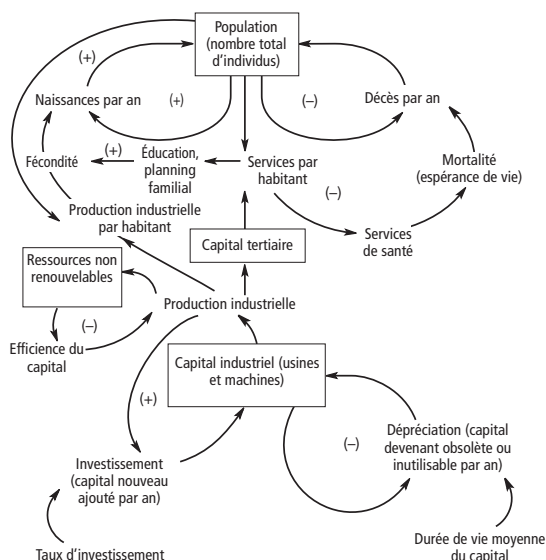 Population
(nombre total
d'individus)
(+)
Naissances par an
(+)
(–)
Décès par an
Fécondité
(+)
Éducation,
planning
familial
Services par
habitant
(–)
Mortalité
(espérance de vie)
Production industrielle
par habitant
Capital tertiaire
Services
de santé
Ressources non
renouvelables
Production industrielle
(–)
Efficience du
capital
Capital industriel (usines
et machines)
(+)
(–)
Dépréciation (capital
devenant obsolète ou
inutilisable par an)
Investissement
(capital nouveau
ajouté par an)
Taux d'investissement
Durée de vie moyenne
du capital